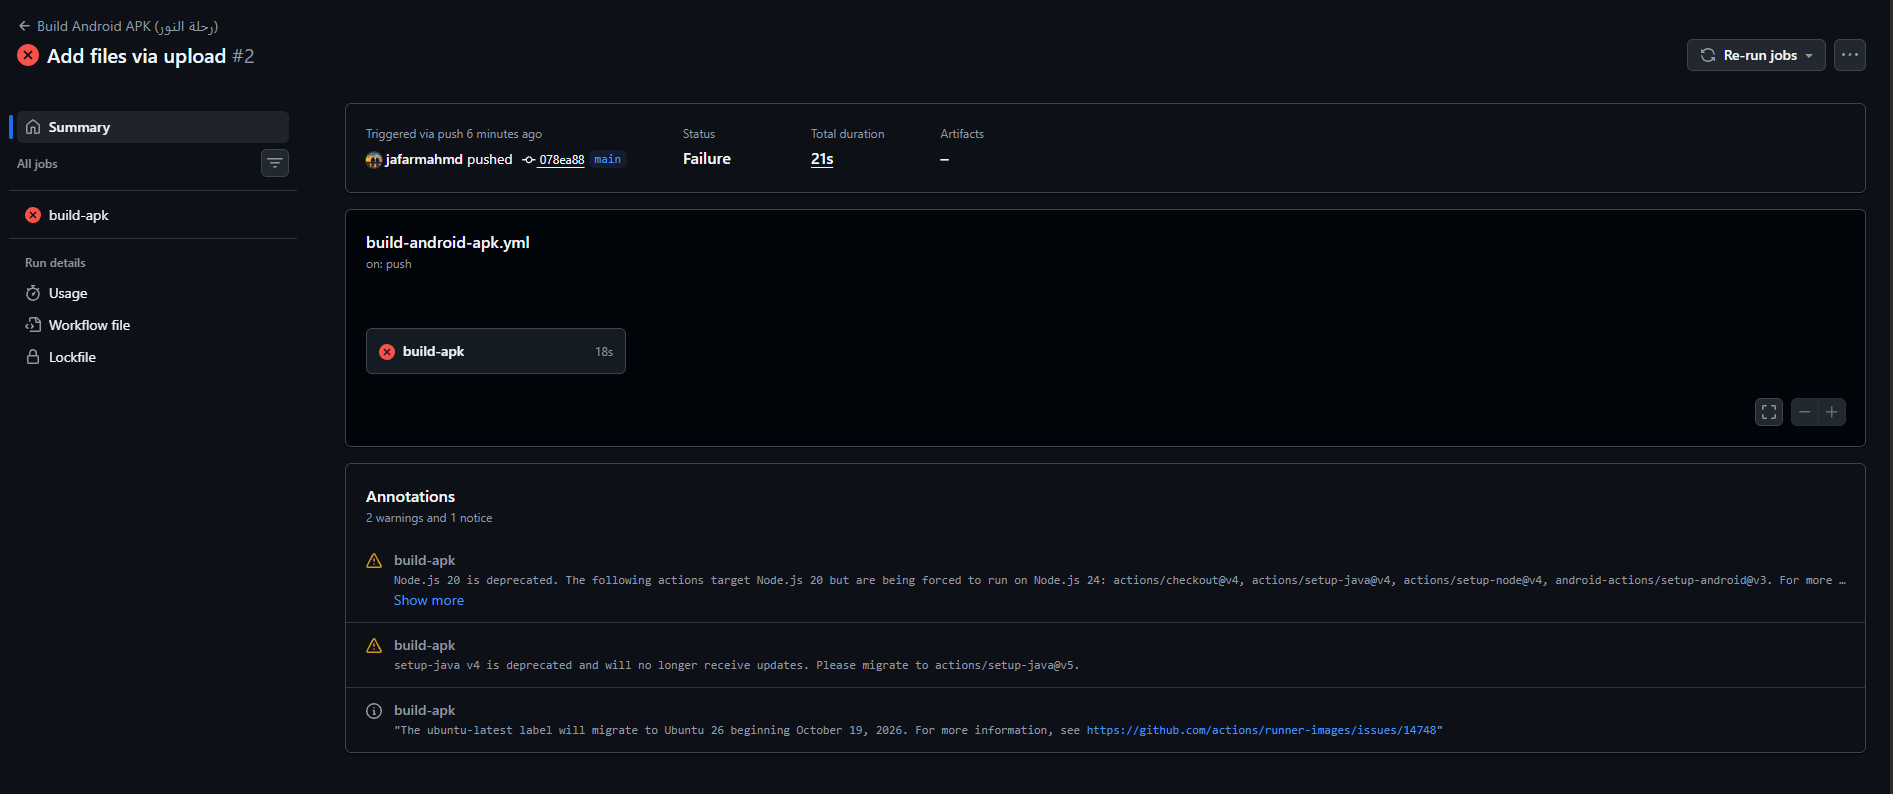 ← Build Android APK (رحلة النور)
Add files via upload #2
Re-run jobs
Summary
All jobs
build-apk
Run details
Usage
Workflow file
Lockfile
Triggered via push 6 minutes ago
jafarmahmd pushed 078ea88 main
Status
Failure
Total duration
21s
Artifacts
–
build-android-apk.yml
on: push
build-apk 18s
Annotations
2 warnings and 1 notice
build-apk
Node.js 20 is deprecated. The following actions target Node.js 20 but are being forced to run on Node.js 24: actions/checkout@v4, actions/setup-java@v4, actions/setup-node@v4, android-actions/setup-android@v3. For more …
Show more
build-apk
setup-java v4 is deprecated and will no longer receive updates. Please migrate to actions/setup-java@v5.
build-apk
"The ubuntu-latest label will migrate to Ubuntu 26 beginning October 19, 2026. For more information, see https://github.com/actions/runner-images/issues/14748"